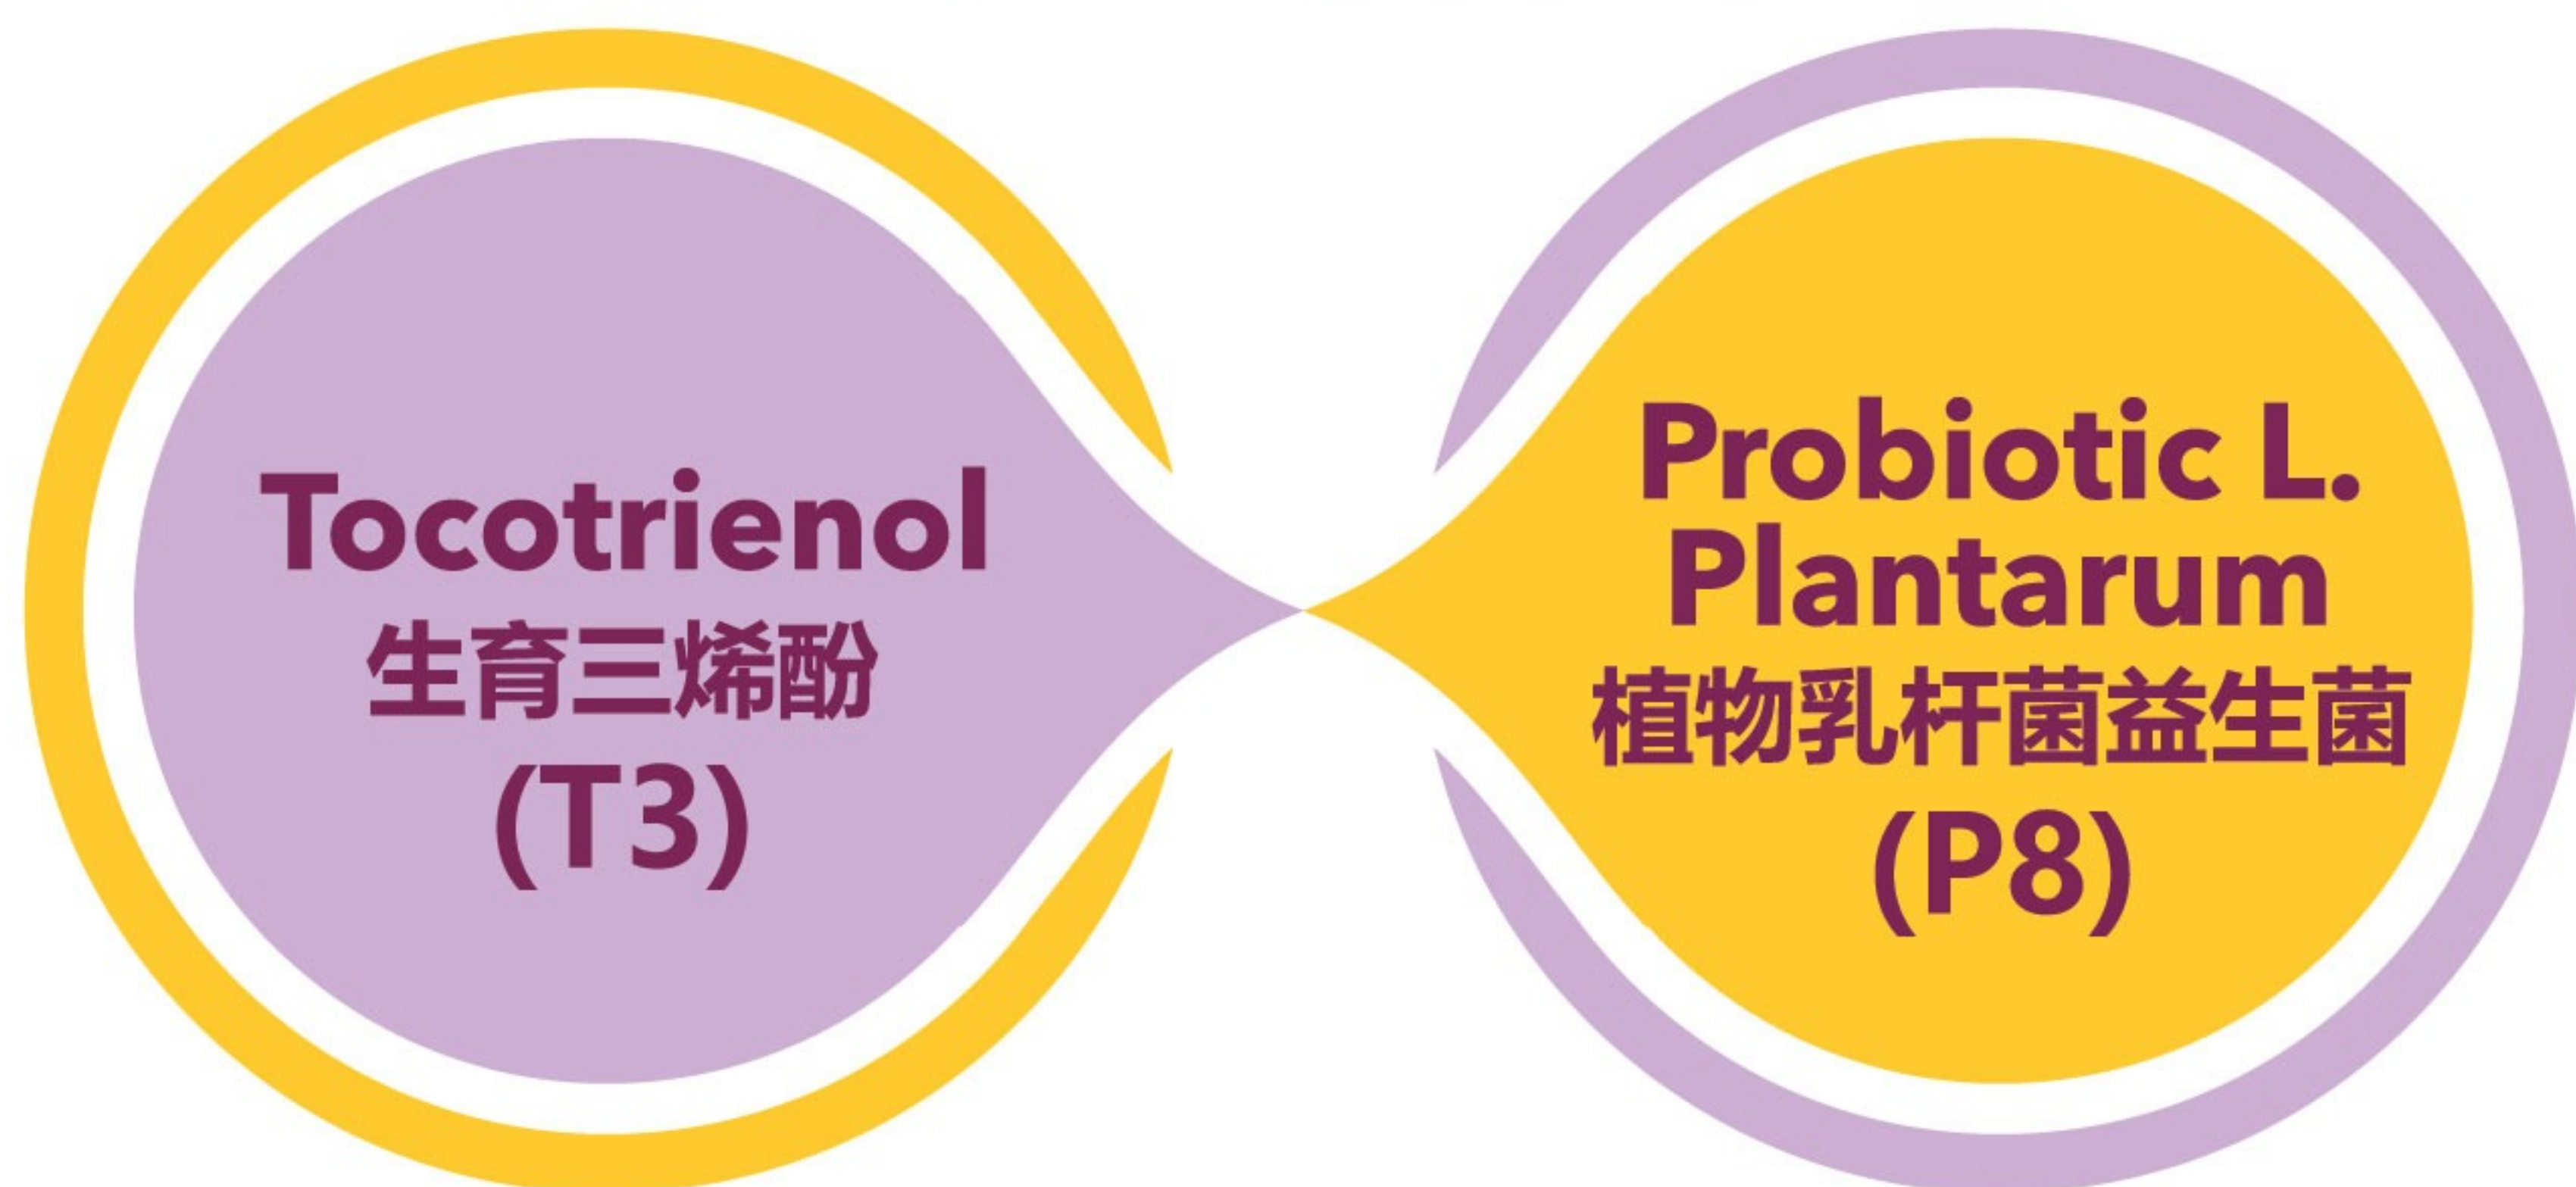 Tocotrienol
生育三烯酚
(T3)
Probiotic L.
Plantarum
植物乳杆菌益生菌
(P8)